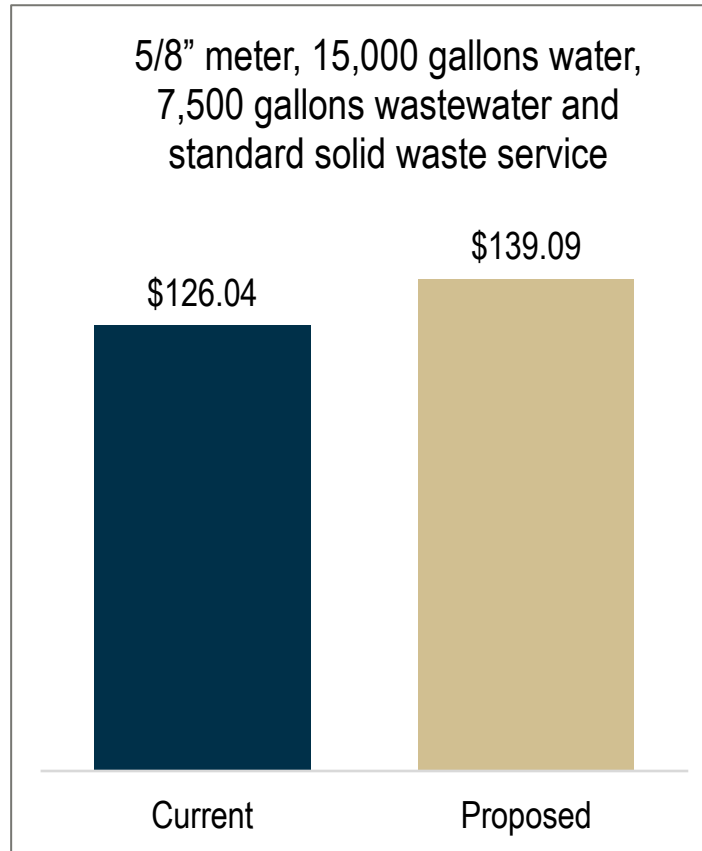 5/8” meter, 15,000 gallons water,
7,500 gallons wastewater and
standard solid waste service
$139.09
$126.04
Current
Proposed